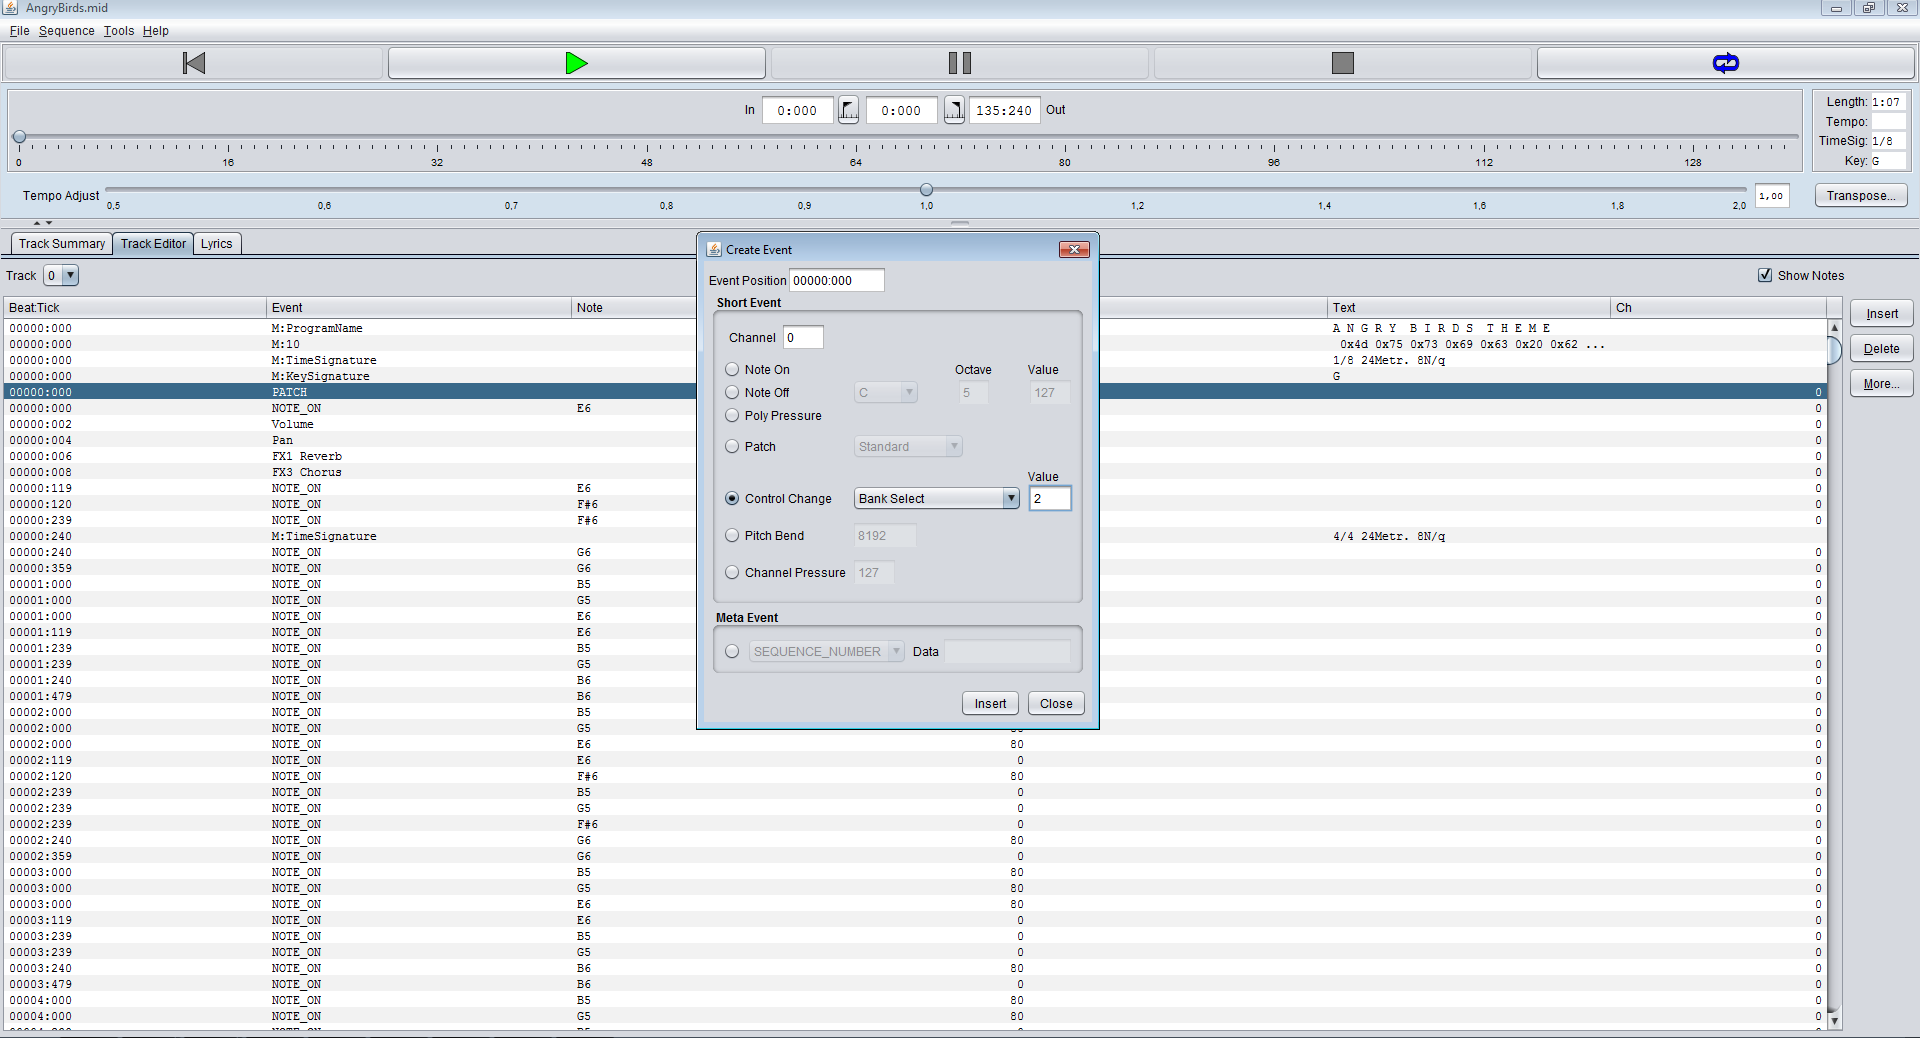 AngryBirds.mid
File Sequence Tools Help
In 0:000 0:000 135:240 Out
Length: 1:07
Tempo:
TimeSig: 1/8
Key: G
0 16 32 48 64 80 96 112 128
Tempo Adjust 0,5 0,6 0,7 0,8 0,9 1,0 1,2 1,4 1,6 1,8 2,0 1,00 Transpose...
Track Summary Track Editor Lyrics
Track 0 Show Notes
Beat:Tick Event Note Text Ch
00000:000 M:ProgramName A N G R Y B I R D S T H E M E
00000:000 M:10 0x4d 0x75 0x73 0x69 0x63 0x20 0x62 ...
00000:000 M:TimeSignature 1/8 24Metr. 8N/q
00000:000 M:KeySignature G
00000:000 PATCH 0
00000:000 NOTE_ON E6 0
00000:002 Volume 0
00000:004 Pan 0
00000:006 FX1 Reverb 0
00000:008 FX3 Chorus 0
00000:119 NOTE_ON E6 0
00000:120 NOTE_ON F#6 0
00000:239 NOTE_ON F#6 0
00000:240 M:TimeSignature 4/4 24Metr. 8N/q
00000:240 NOTE_ON G6 0
00000:359 NOTE_ON G6 0
00001:000 NOTE_ON B5 0
00001:000 NOTE_ON G5 0
00001:000 NOTE_ON E6 0
00001:119 NOTE_ON E6 0
00001:239 NOTE_ON B5 0
00001:239 NOTE_ON G5 0
00001:240 NOTE_ON B6 0
00001:479 NOTE_ON B6 0
00002:000 NOTE_ON B5 0
00002:000 NOTE_ON G5 0
00002:000 NOTE_ON E6 80 0
00002:119 NOTE_ON E6 0 0
00002:120 NOTE_ON F#6 80 0
00002:239 NOTE_ON B5 0 0
00002:239 NOTE_ON G5 0 0
00002:239 NOTE_ON F#6 0 0
00002:240 NOTE_ON G6 80 0
00002:359 NOTE_ON G6 0 0
00003:000 NOTE_ON B5 80 0
00003:000 NOTE_ON G5 80 0
00003:000 NOTE_ON E6 80 0
00003:119 NOTE_ON E6 0 0
00003:239 NOTE_ON B5 0 0
00003:239 NOTE_ON G5 0 0
00003:240 NOTE_ON B6 80 0
00003:479 NOTE_ON B6 0 0
00004:000 NOTE_ON B5 80 0
00004:000 NOTE_ON G5 80 0
Insert
Delete
More...
Create Event
Event Position 00000:000
Short Event
Channel 0
Note On Octave Value
Note Off C 5 127
Poly Pressure
Patch Standard
Value
Control Change Bank Select 2
Pitch Bend 8192
Channel Pressure 127
Meta Event
SEQUENCE_NUMBER Data
Insert Close